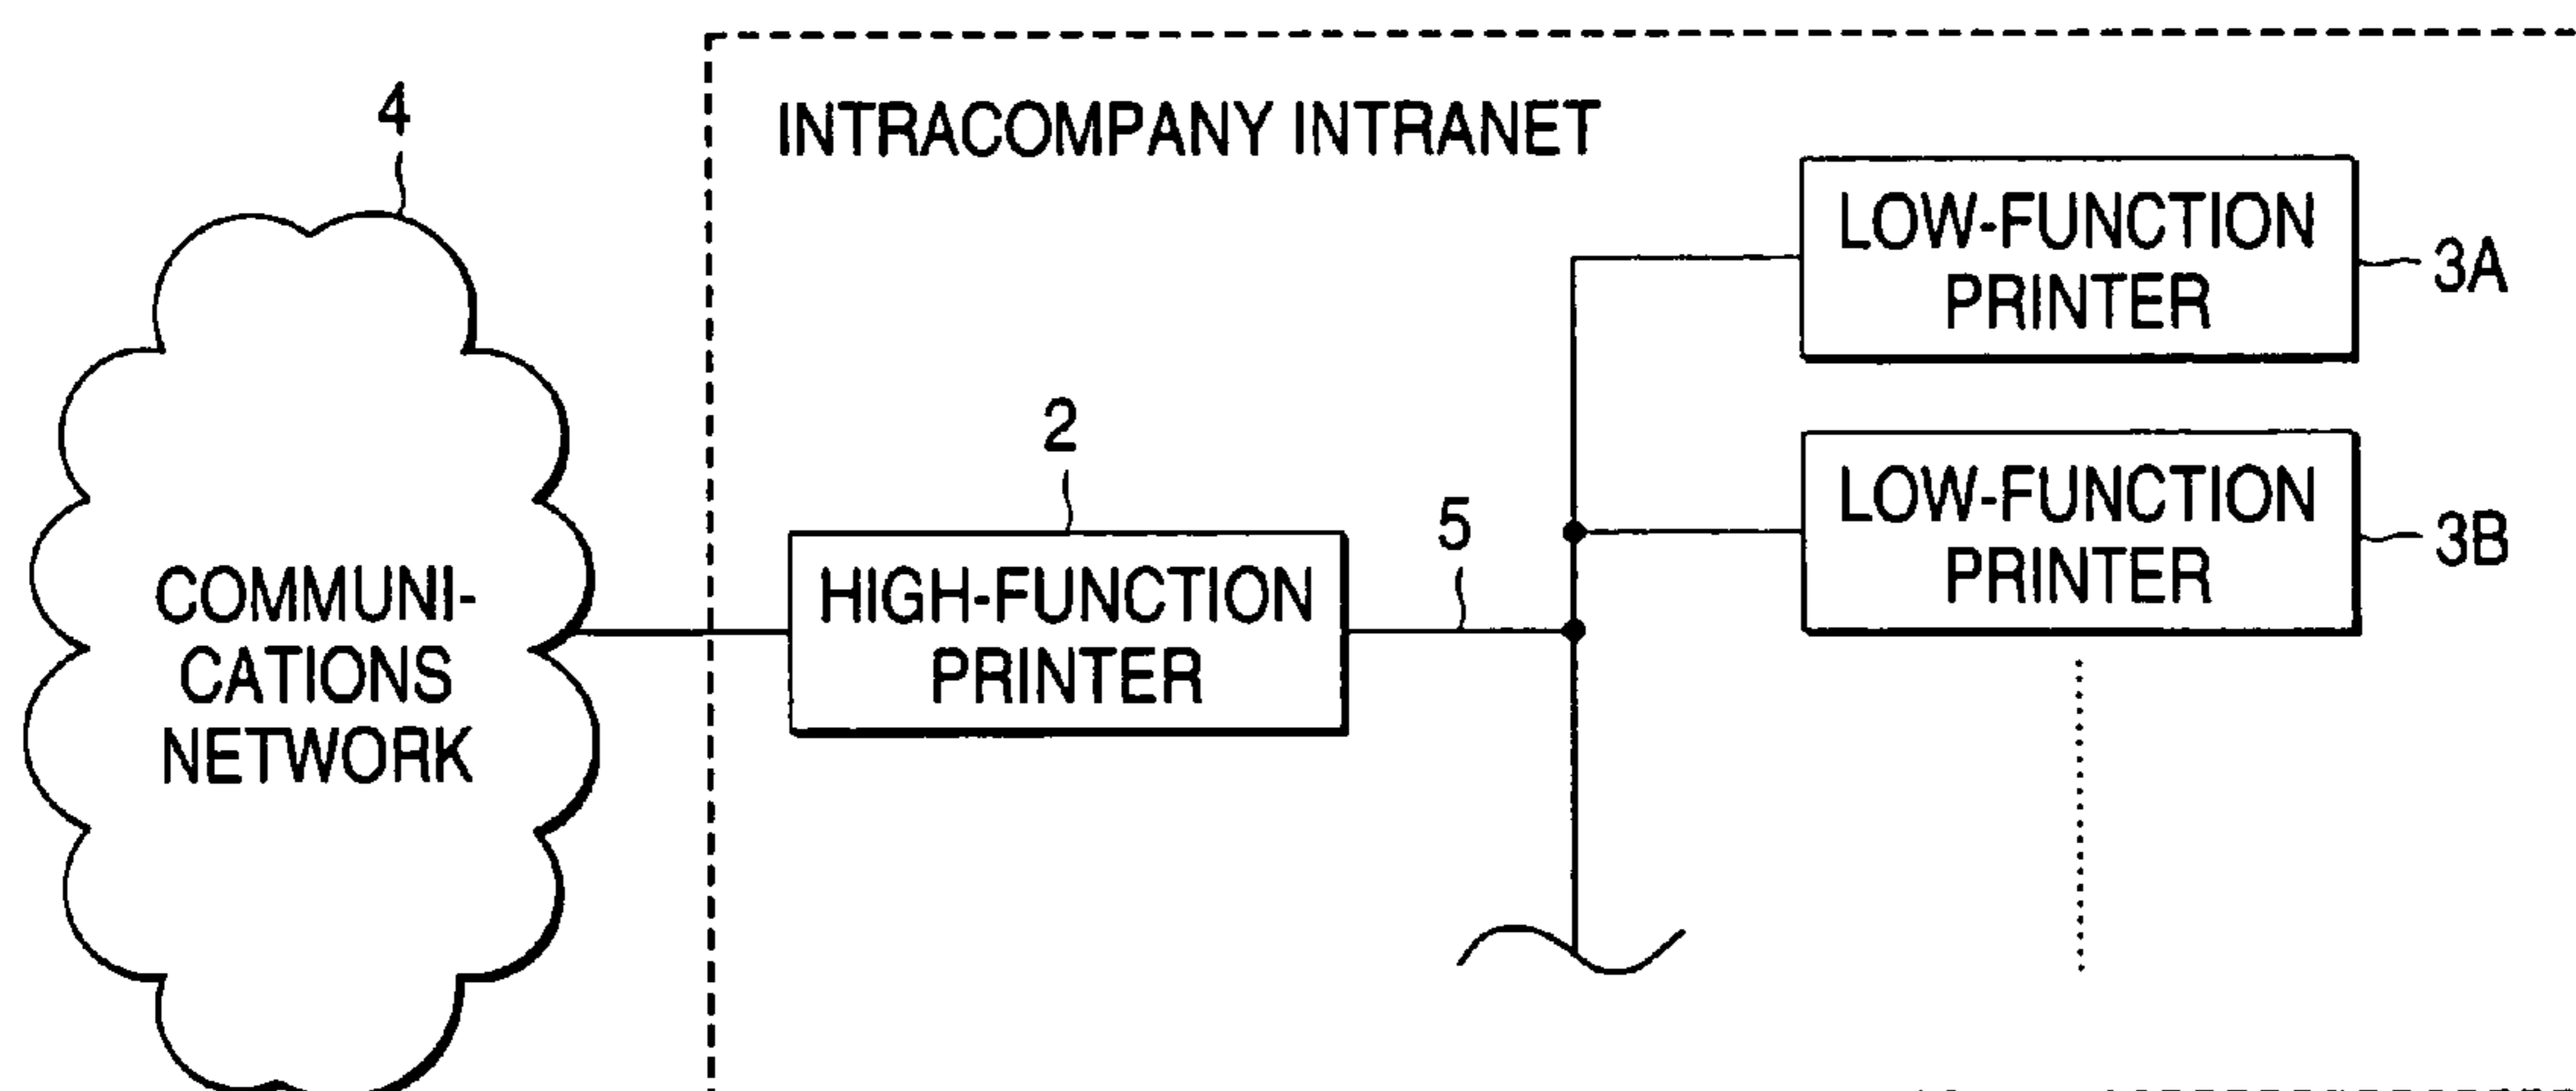 4
INTRACOMPANY INTRANET
LOW-FUNCTION
PRINTER
3A
2
HIGH-FUNCTION
PRINTER
5
LOW-FUNCTION
PRINTER
3B
COMMUNI-
CATIONS
NETWORK